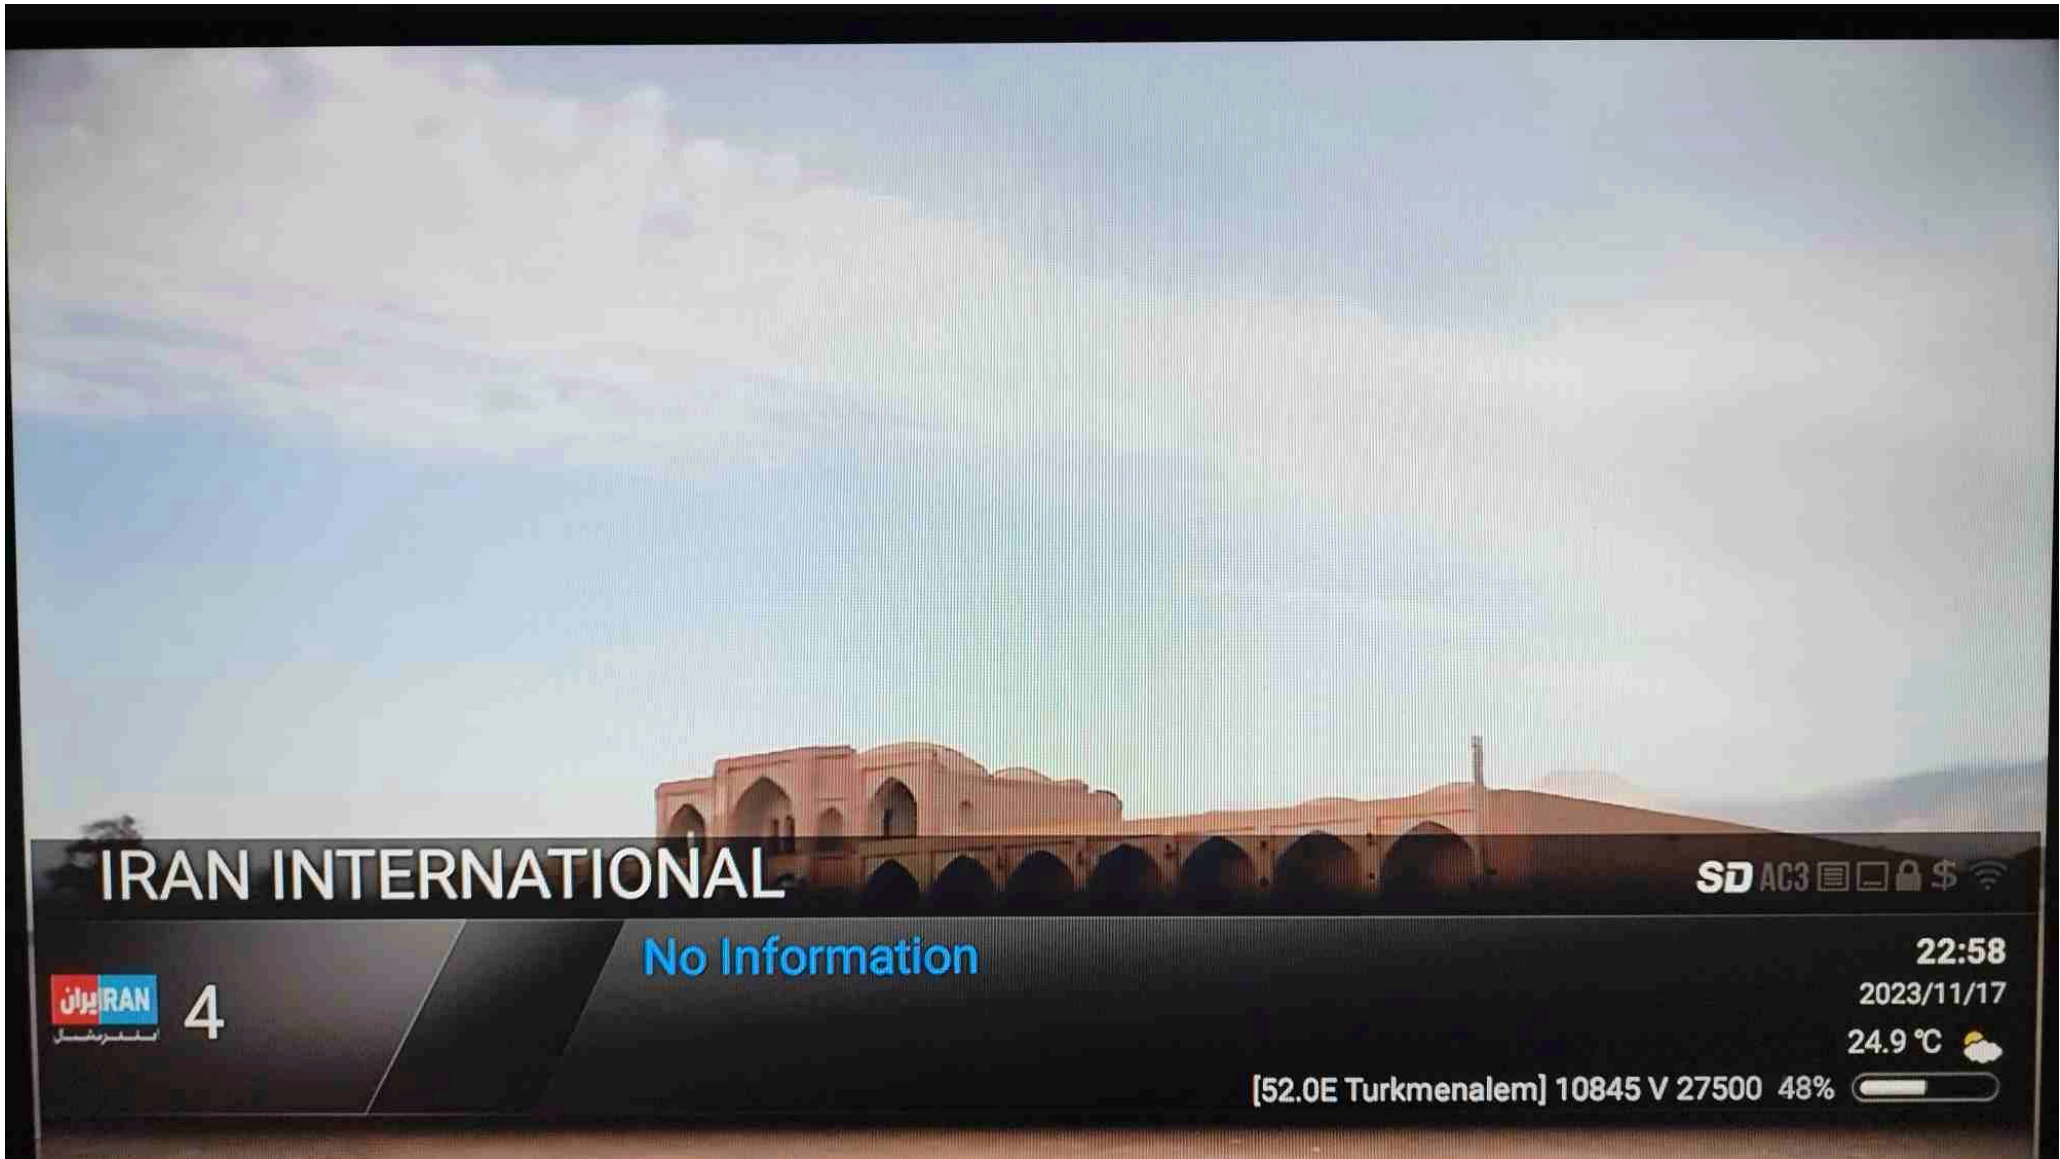 IRAN INTERNATIONAL
SD AC3 $
No Information
22:58
2023/11/17
24.9 °C
ایران IRAN
اینترنشنال
4
[52.0E Turkmenalem] 10845 V 27500 48%